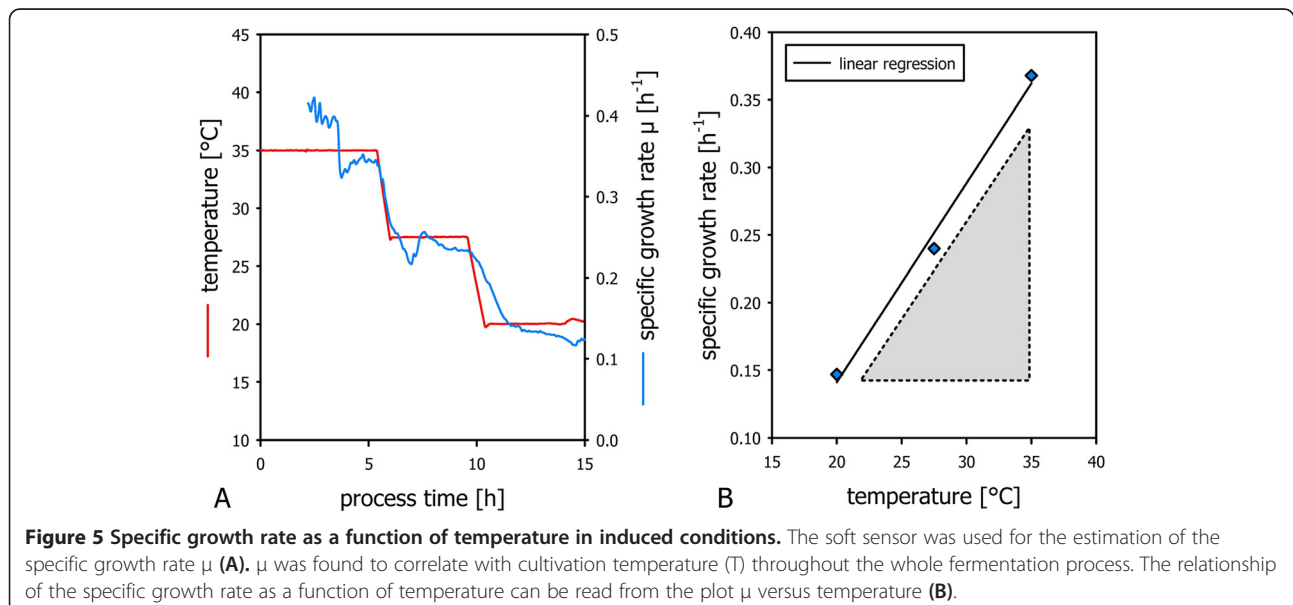 45
40
35
30
25
20
15
10
temperature [°C]
0
5
10
15
process time [h]
A
0.5
0.4
0.3
0.2
0.1
0.0
specific growth rate µ [h⁻¹]
0.40
0.35
0.30
0.25
0.20
0.15
0.10
specific growth rate [h⁻¹]
linear regression
15
20
25
30
35
40
temperature [°C]
B
Figure 5 Specific growth rate as a function of temperature in induced conditions. The soft sensor was used for the estimation of the
specific growth rate µ (A). µ was found to correlate with cultivation temperature (T) throughout the whole fermentation process. The relationship
of the specific growth rate as a function of temperature can be read from the plot µ versus temperature (B).